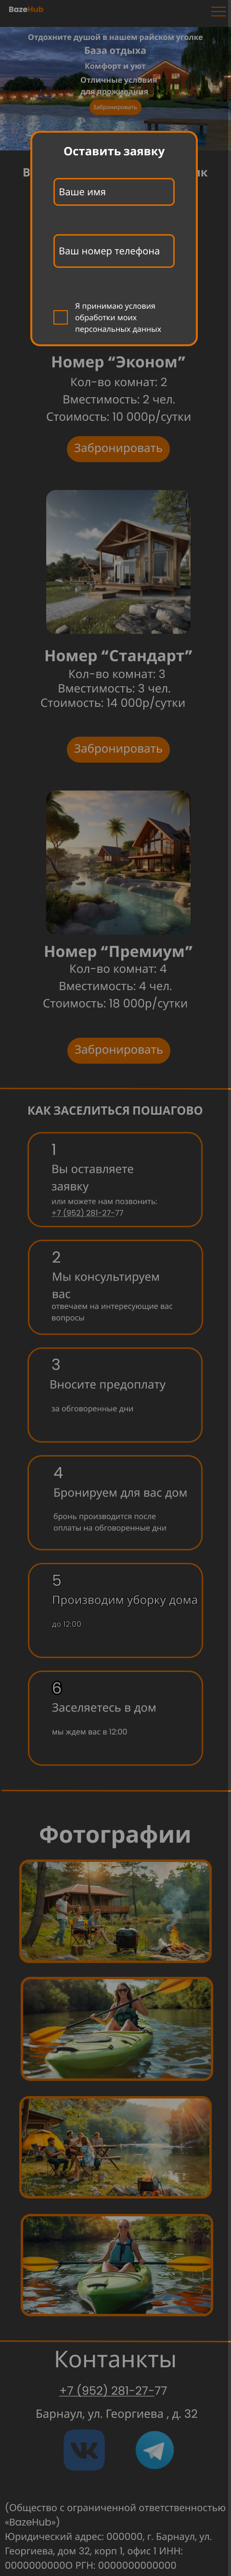 BazeHub
Отдохните душой в нашем райском уголке
База отдыха
Комфорт и уют
Отличные условия
для проживания
Забронировать
Оставить заявку
Ваше имя
Ваш номер телефона
Я принимаю условия
обработки моих
персональных данных
Номер “Эконом”
Кол-во комнат: 2
Вместимость: 2 чел.
Стоимость: 10 000р/сутки
Забронировать
Номер “Стандарт”
Кол-во комнат: 3
Вместимость: 3 чел.
Стоимость: 14 000р/сутки
Забронировать
Номер “Премиум”
Кол-во комнат: 4
Вместимость: 4 чел.
Стоимость: 18 000р/сутки
Забронировать
КАК ЗАСЕЛИТЬСЯ ПОШАГОВО
1
Вы оставляете
заявку
или можете нам позвонить:
+7 (952) 281-27-77
2
Мы консультируем
вас
отвечаем на интересующие вас
вопросы
3
Вносите предоплату
за обговоренные дни
4
Бронируем для вас дом
бронь производится после
оплаты на обговоренные дни
5
Производим уборку дома
до 12:00
6
Заселяетесь в дом
мы ждем вас в 12:00
Фотографии
Контанкты
+7 (952) 281-27-77
Барнаул, ул. Георгиева , д. 32
(Общество с ограниченной ответственностью
«BazeHub»)
Юридический адрес: 000000, г. Барнаул, ул.
Георгиева, дом 32, корп 1, офис 1 ИНН:
0000000000О РГН: 0000000000000